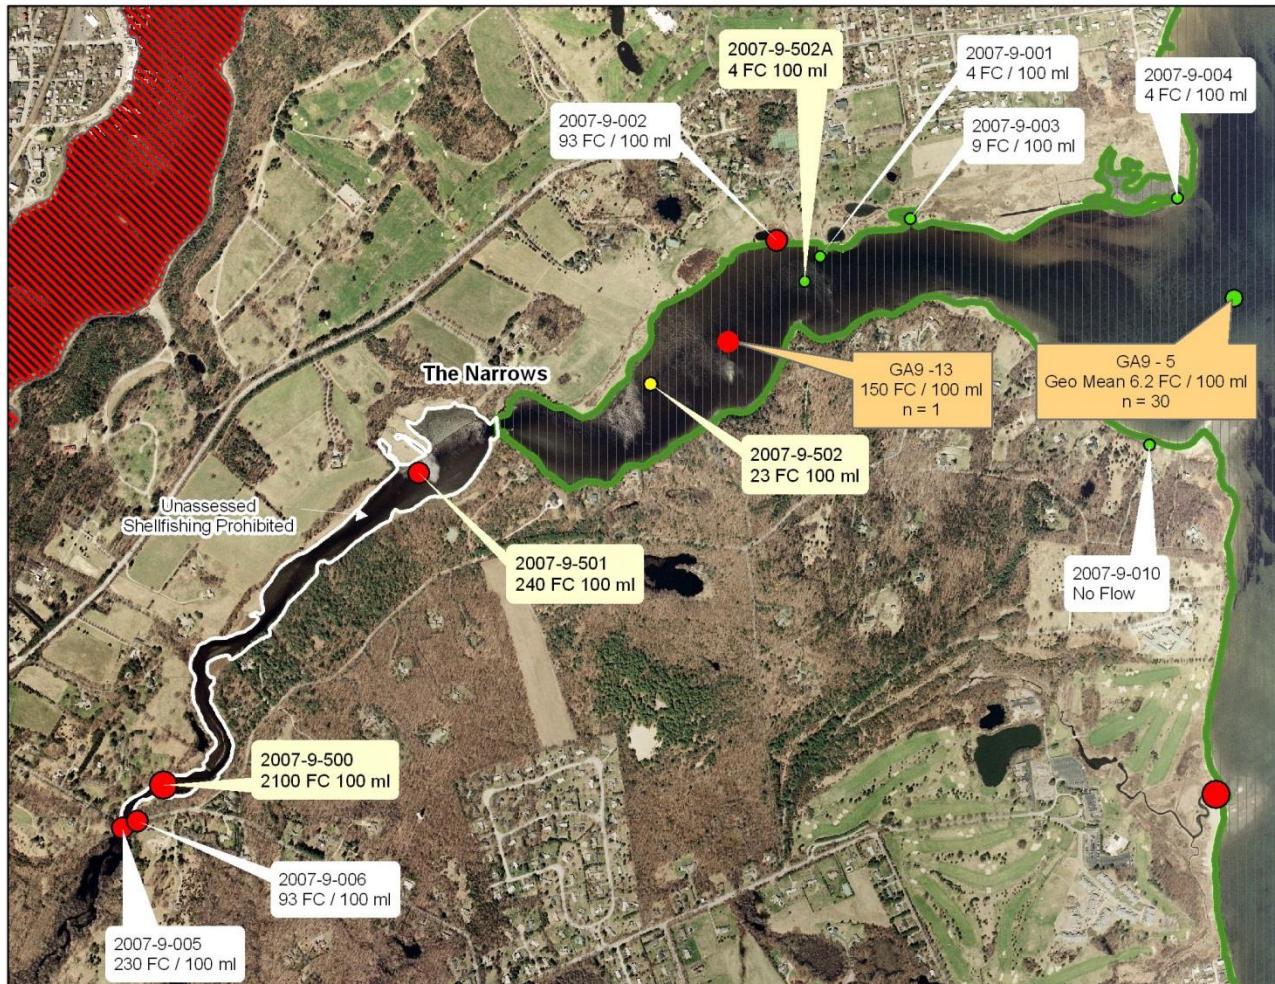 2007-9-502A
4 FC 100 ml
2007-9-001
4 FC / 100 ml
2007-9-004
4 FC / 100 ml
2007-9-002
93 FC / 100 ml
2007-9-003
9 FC / 100 ml
The Narrows
GA9 -13
150 FC / 100 ml
n = 1
GA9 - 5
Geo Mean 6.2 FC / 100 ml
n = 30
2007-9-502
23 FC 100 ml
Unassessed
Shellfishing Prohibited
2007-9-501
240 FC 100 ml
2007-9-010
No Flow
2007-9-500
2100 FC 100 ml
2007-9-006
93 FC / 100 ml
2007-9-005
230 FC / 100 ml